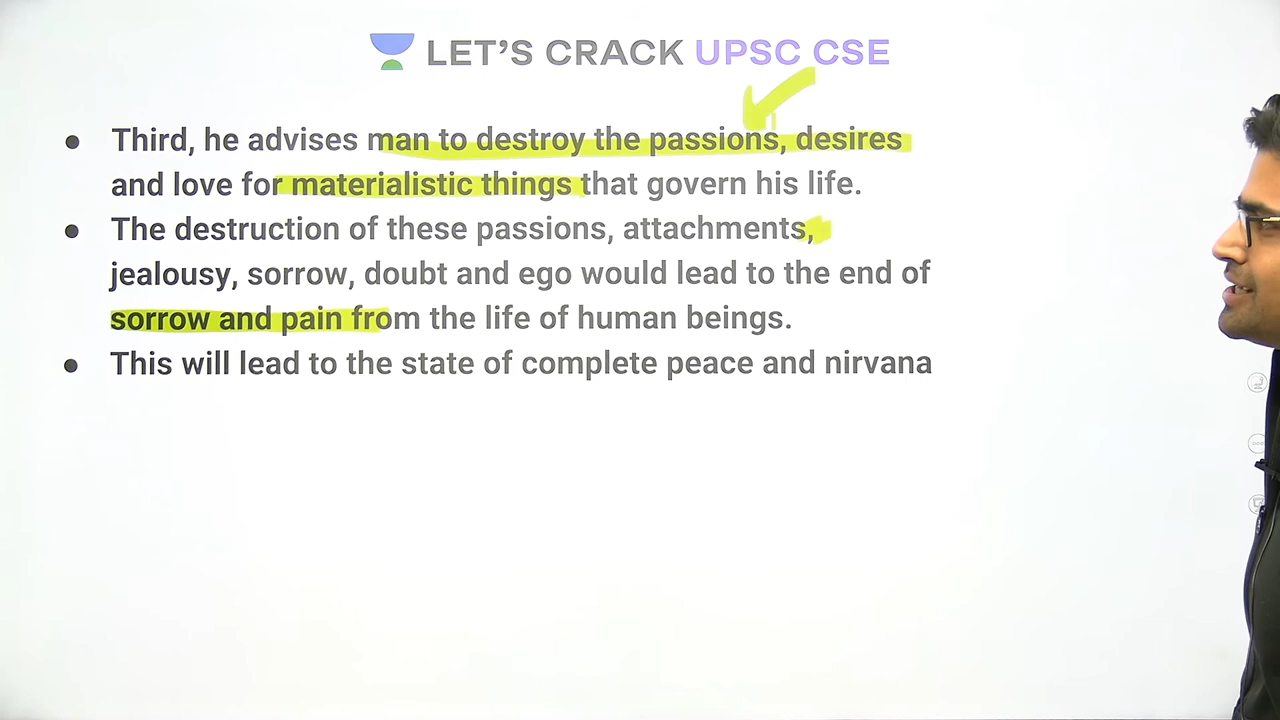 LET'S CRACK UPSC CSE
● Third, he advises man to destroy the passions, desires
and love for materialistic things that govern his life.
● The destruction of these passions, attachments,
jealousy, sorrow, doubt and ego would lead to the end of
sorrow and pain from the life of human beings.
● This will lead to the state of complete peace and nirvana